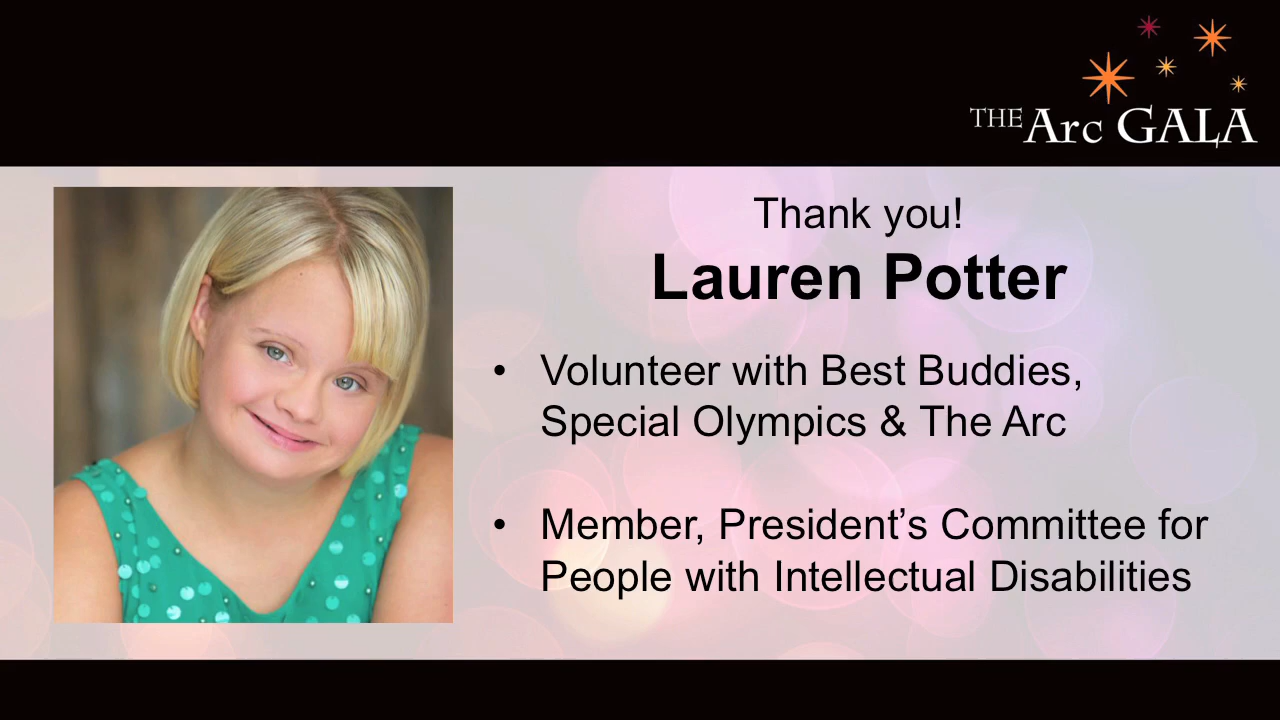 THE Arc GALA
Thank you!
Lauren Potter
• Volunteer with Best Buddies,
Special Olympics & The Arc
• Member, President’s Committee for
People with Intellectual Disabilities